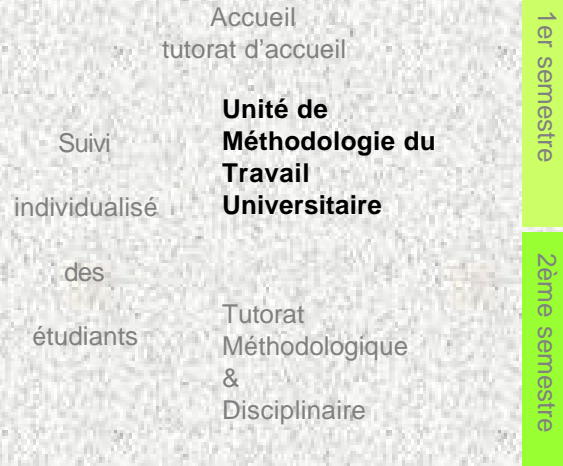 Accueil
tutorat d'accueil
Suivi
individualisé
des
étudiants
Unité de
Méthodologie du
Travail
Universitaire
Tutorat
Méthodologique
&
Disciplinaire
1er semestre
2ème semestre